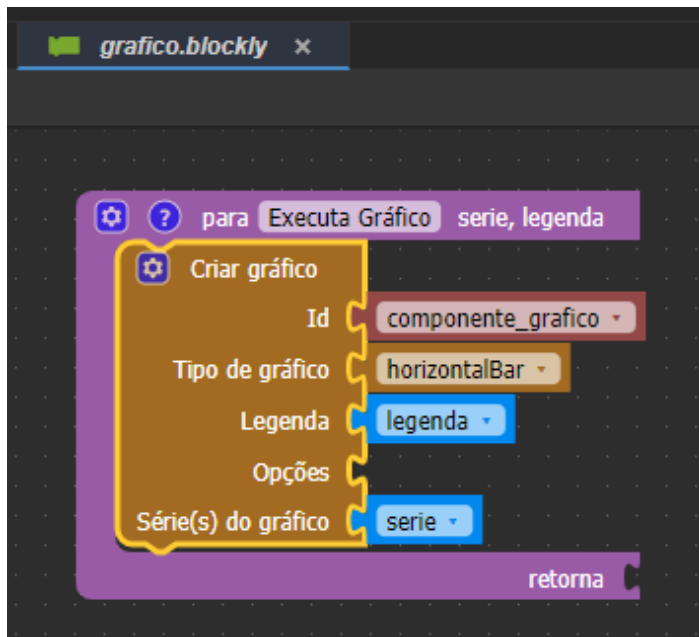 grafico.blockly ×
? para Executa Gráfico serie, legenda
Criar gráfico
Id componente_grafico
Tipo de gráfico horizontalBar
Legenda legenda
Opções
Série(s) do gráfico serie
retorna